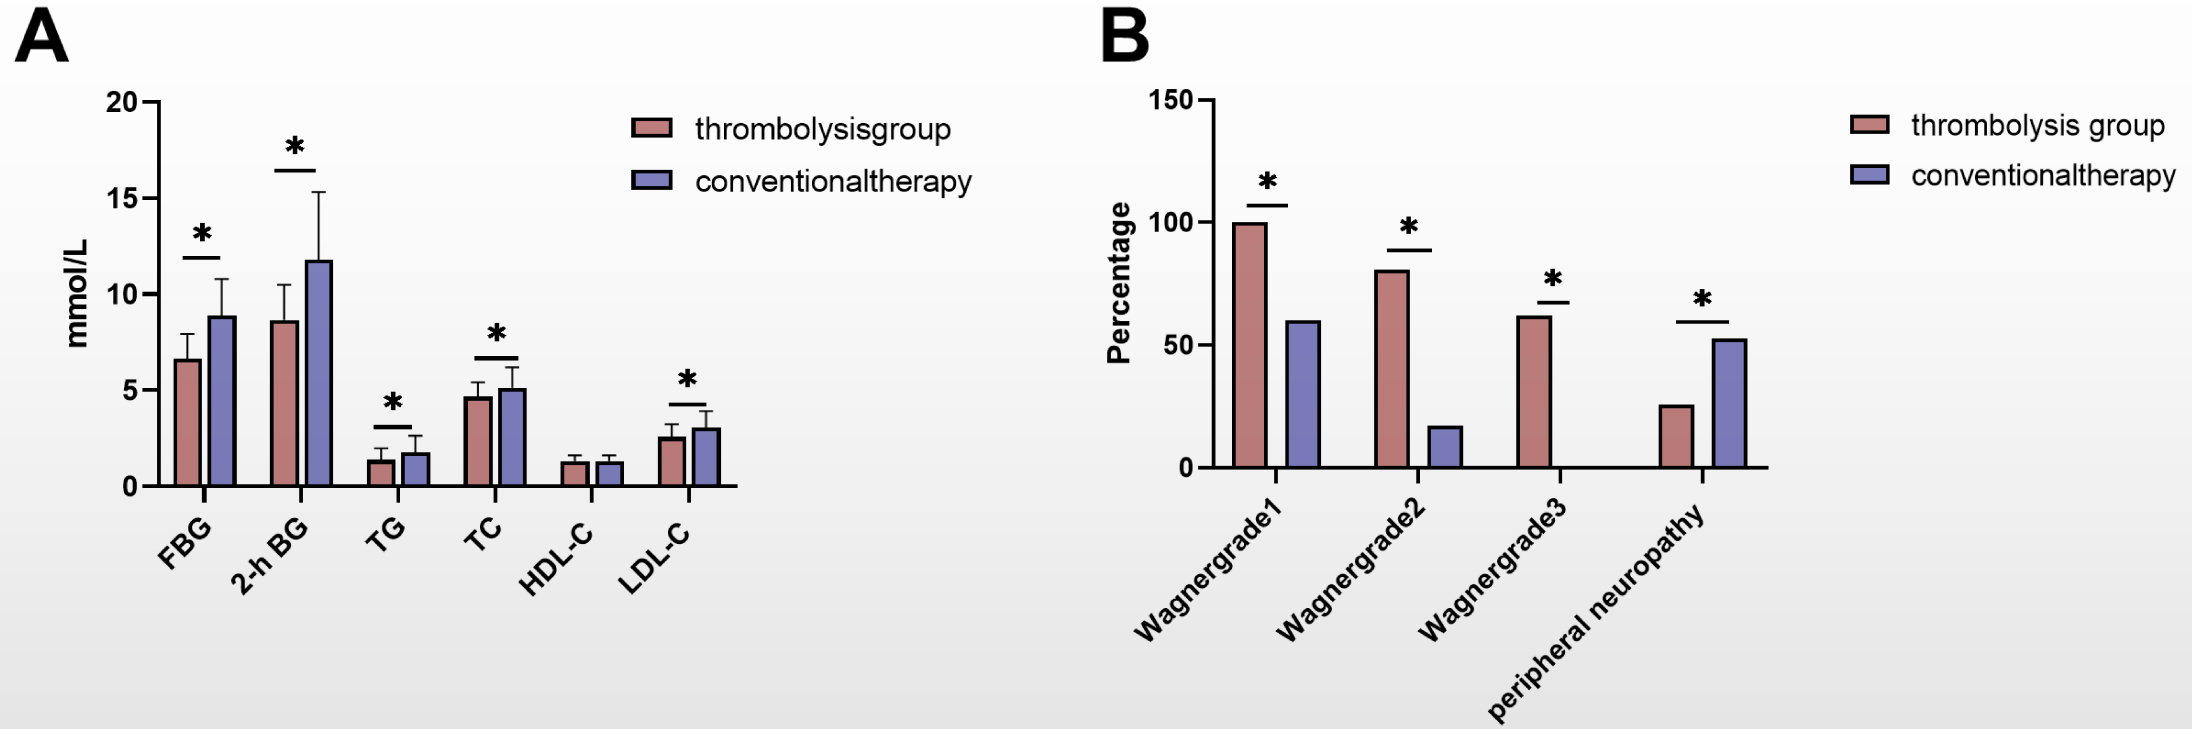 A
20
15
10
5
0
mmol/L
*
*
*
*
*
thrombolysisgroup
conventionaltherapy
FBG
2-h BG
TG
TC
HDL-C
LDL-C
B
150
100
50
0
Percentage
*
*
*
*
thrombolysis group
conventionaltherapy
Wagnergrade1
Wagnergrade2
Wagnergrade3
peripheral neuropathy